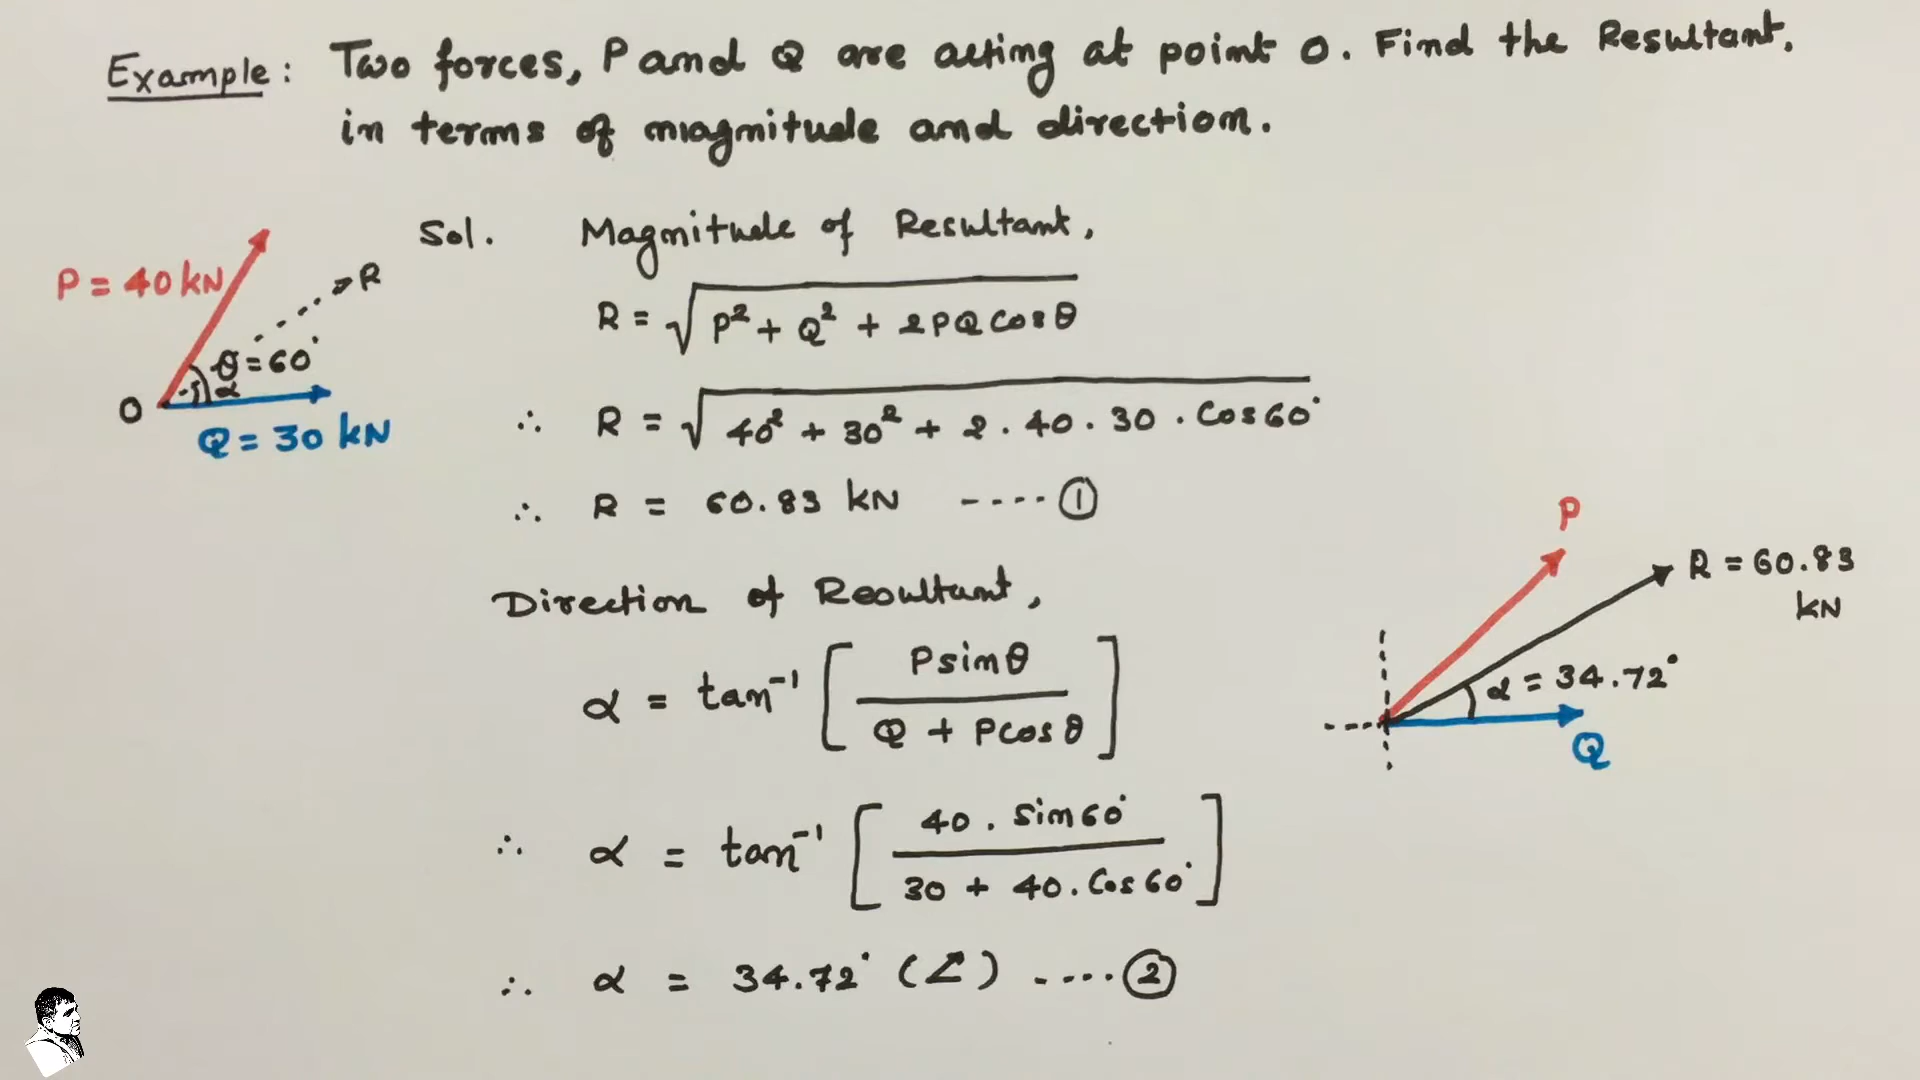 Example: Two forces, P and Q are acting at point O. Find the Resultant,
in terms of magnitude and direction.
P = 40 kN
R
θ = 60°
α
O
Q = 30 kN
Sol. Magnitude of Resultant,
R = √(P² + Q² + 2PQ Cos θ)
∴ R = √(40² + 30² + 2 . 40 . 30 . Cos 60°)
∴ R = 60.83 kN ---- ①
Direction of Resultant,
α = tan⁻¹ [ P sin θ / Q + P cos θ ]
∴ α = tan⁻¹ [ 40 . Sin 60° / 30 + 40 . Cos 60° ]
∴ α = 34.72° (∠) ---- ②
P
R = 60.83
kN
α = 34.72°
Q